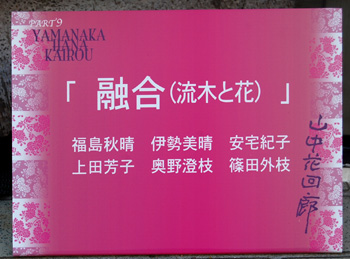 PART'9
YAMANAKA
HANA
KAIROU
「 融合(流木と花) 」
福島秋晴 伊勢美晴 安宅紀子
上田芳子 奥野澄枝 篠田外枝
山中花回廊